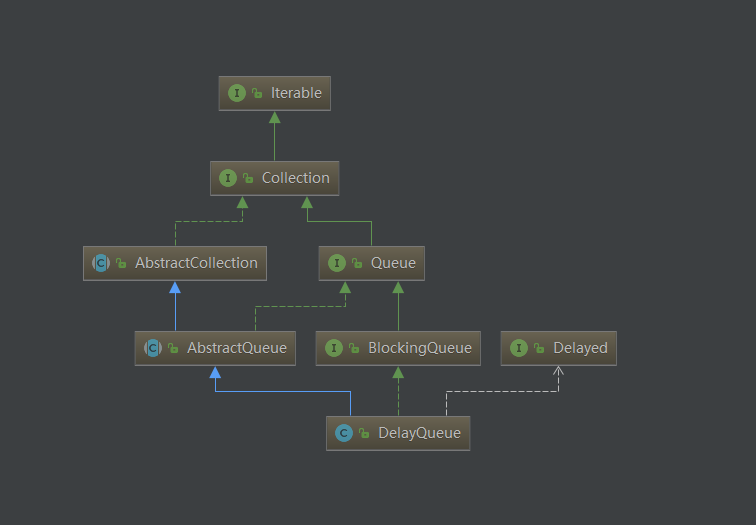 I Iterable
I Collection
C AbstractCollection
I Queue
C AbstractQueue
I BlockingQueue
I Delayed
C DelayQueue